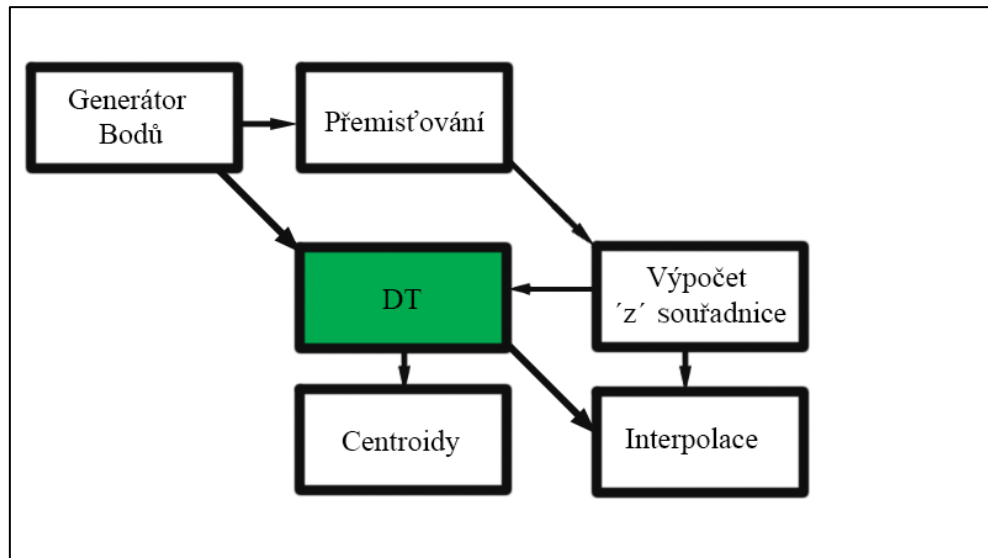 Generátor
Bodů
Přemisťování
DT
Výpočet
´z´ souřadnice
Centroidy
Interpolace